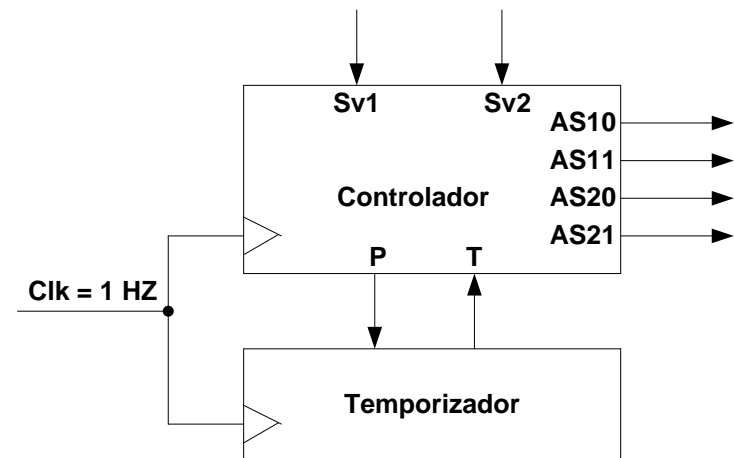 Sv1 Sv2
AS10
AS11
Controlador AS20
AS21
P T
Clk = 1 HZ
Temporizador